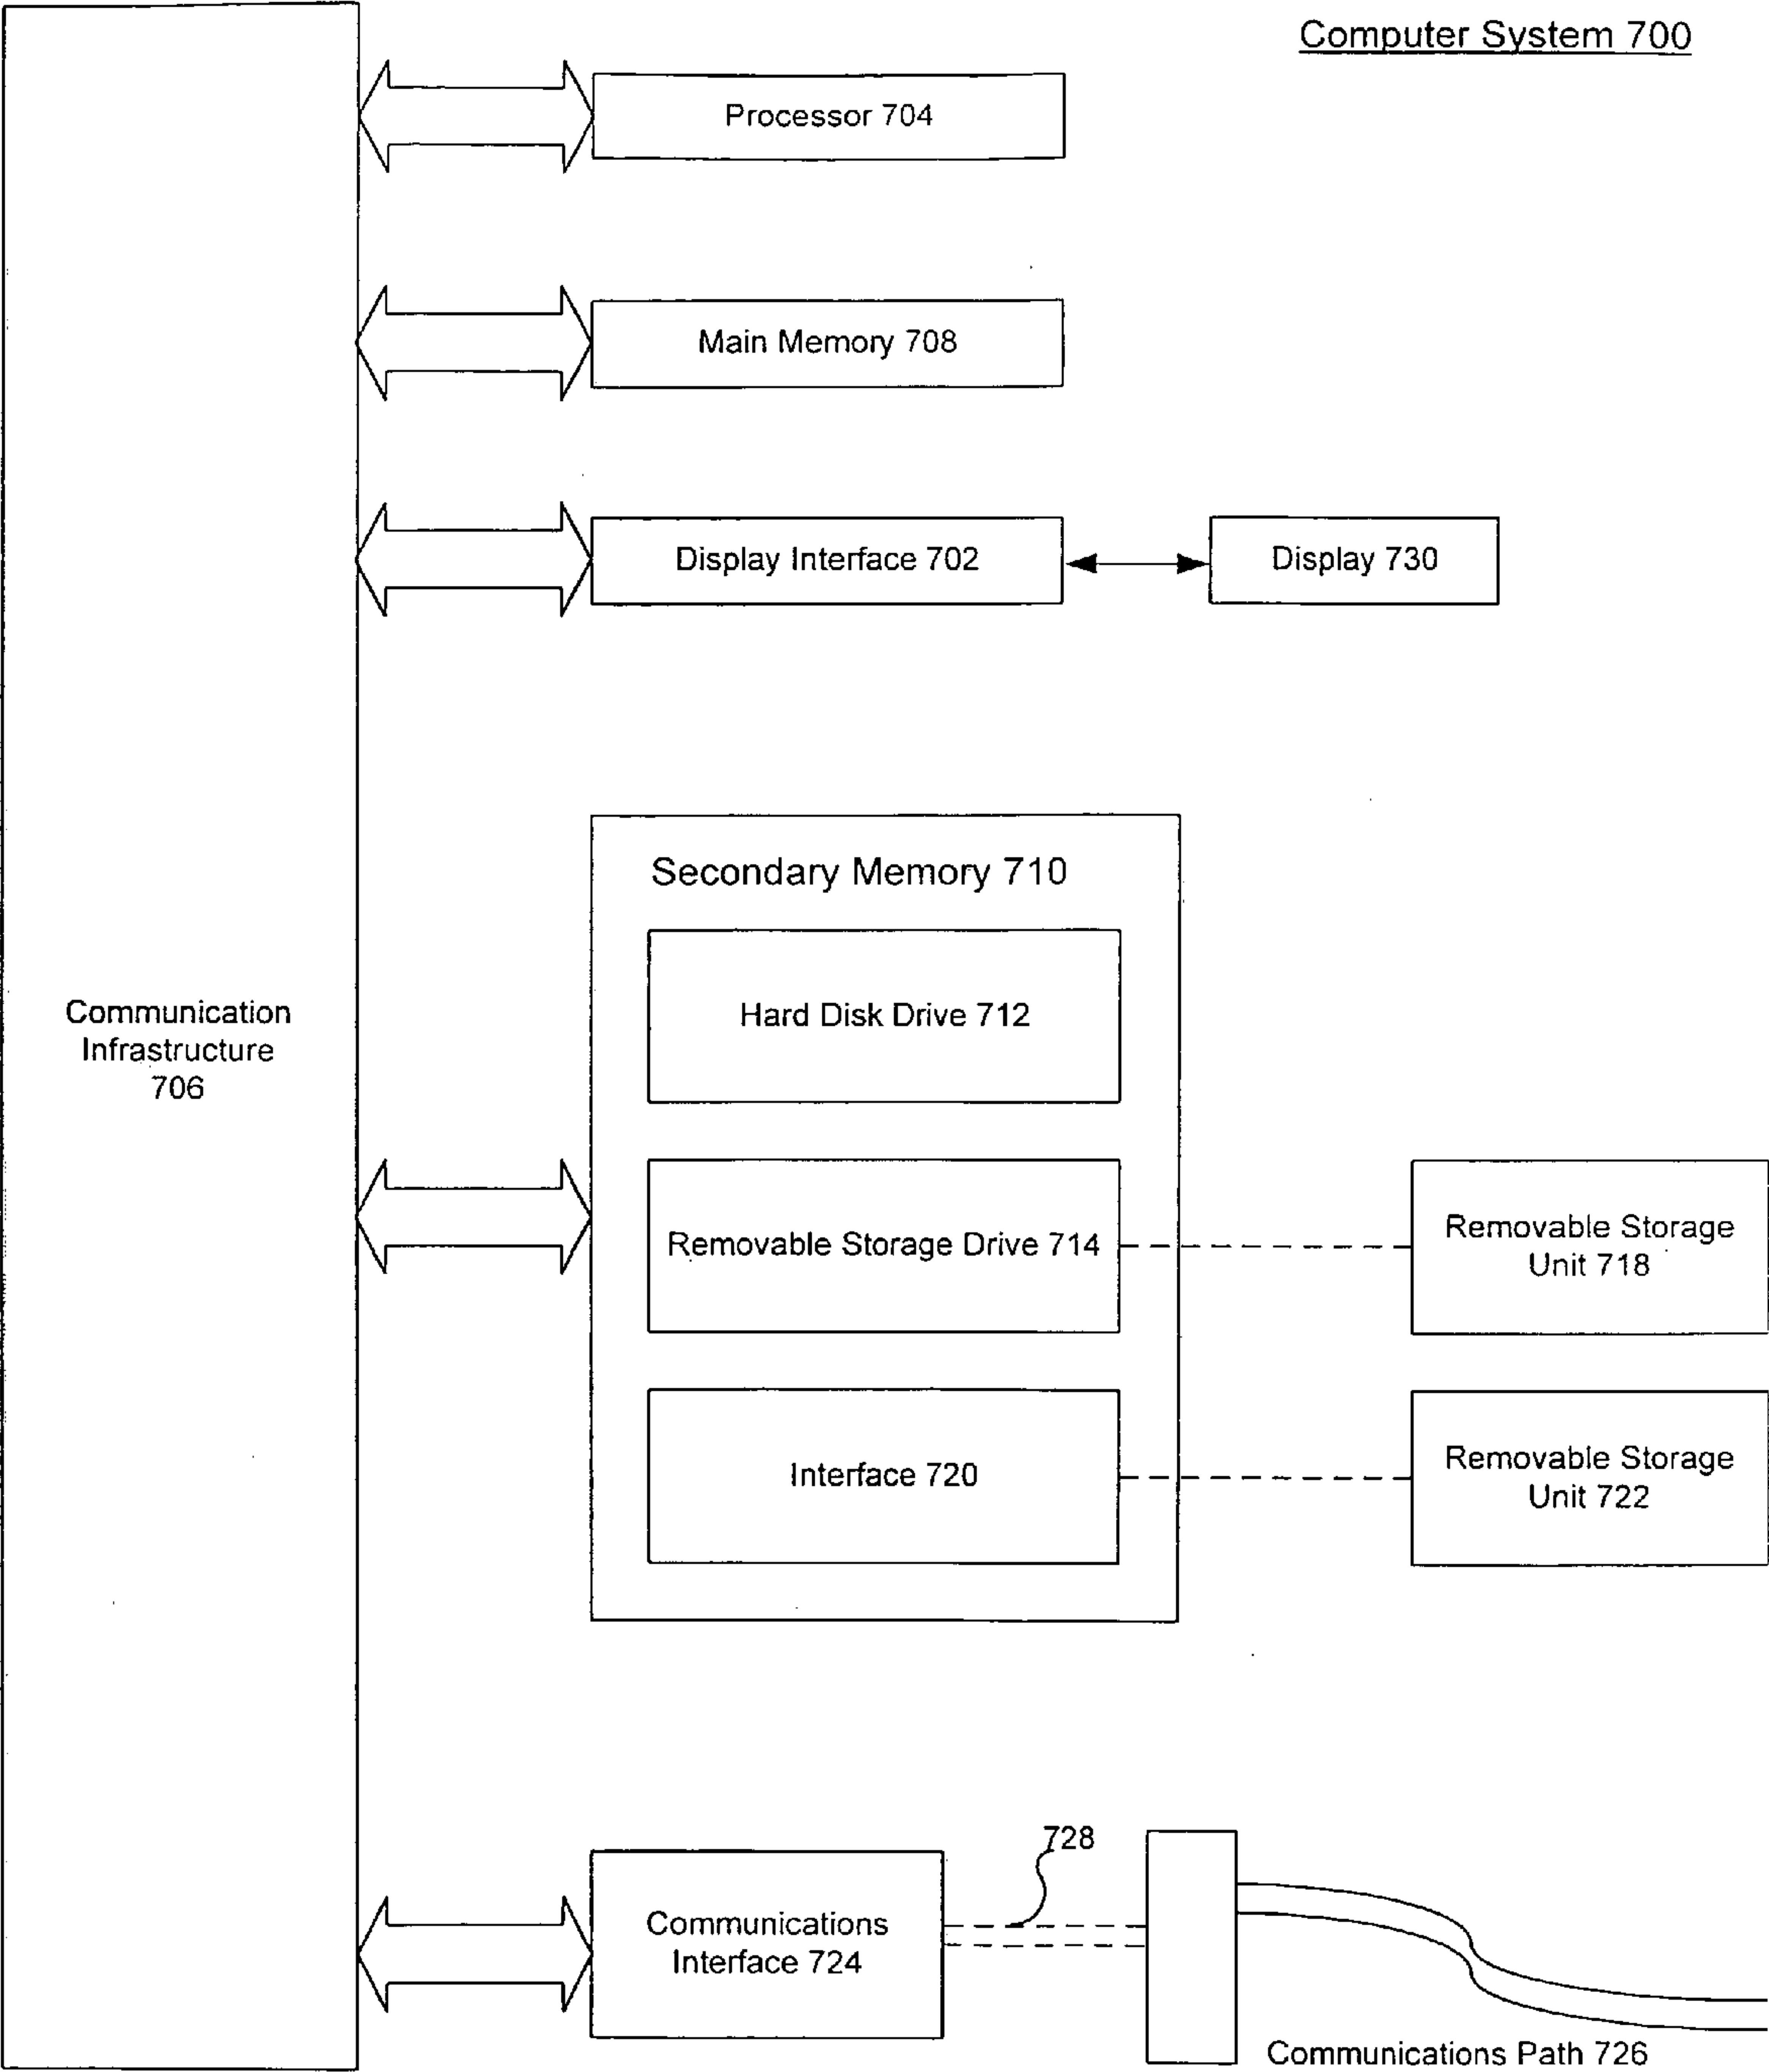 Computer System 700
Processor 704
Main Memory 708
Display Interface 702
Display 730
Secondary Memory 710
Hard Disk Drive 712
Communication
Infrastructure
706
Removable Storage Drive 714
Removable Storage
Unit 718
Interface 720
Removable Storage
Unit 722
728
Communications
Interface 724
Communications Path 726